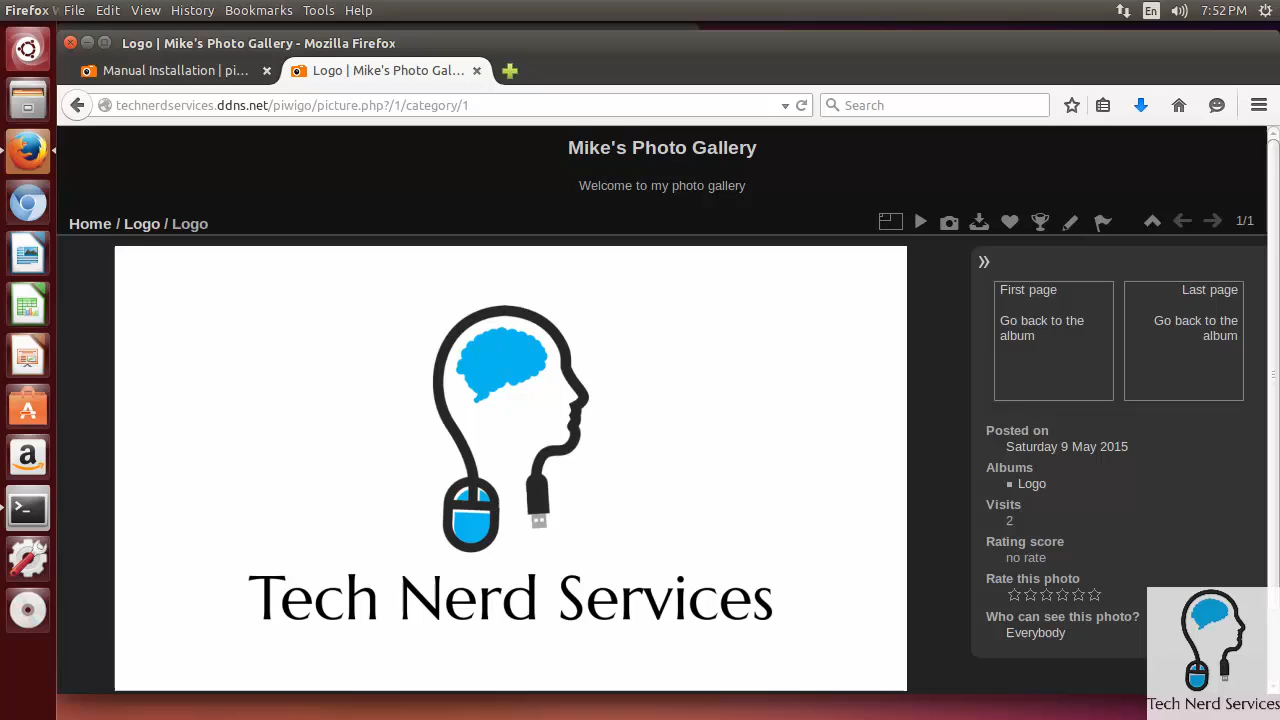 Firefox W File Edit View History Bookmarks Tools Help En 7:52 PM
Logo | Mike's Photo Gallery - Mozilla Firefox
Manual Installation | pi... Logo | Mike's Photo Gal...
technerdservices.ddns.net/piwigo/picture.php?/1/category/1 Search
Mike's Photo Gallery
Welcome to my photo gallery
Home / Logo / Logo 1/1
First page Last page
Go back to the album
Go back to the album
Posted on
Saturday 9 May 2015
Albums
Logo
Visits
2
Rating score
no rate
Rate this photo
Who can see this photo?
Everybody
Tech Nerd Services
Tech Nerd Services